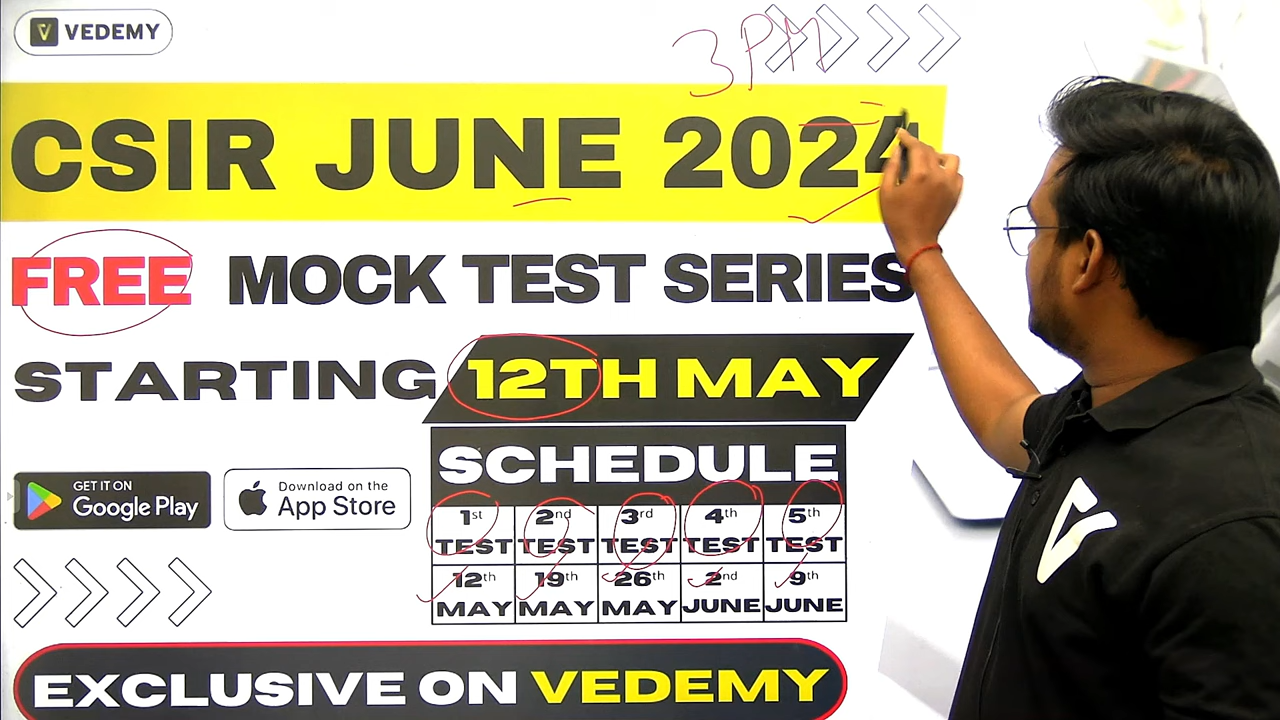 VEDEMY
3 PM
CSIR JUNE 2024
FREE MOCK TEST SERIES
STARTING 12TH MAY
SCHEDULE
1st TEST 2nd TEST 3rd TEST 4th TEST 5th TEST
12th MAY 19th MAY 26th MAY 2nd JUNE 9th JUNE
GET IT ON
Google Play
Download on the
App Store
EXCLUSIVE ON VEDEMY